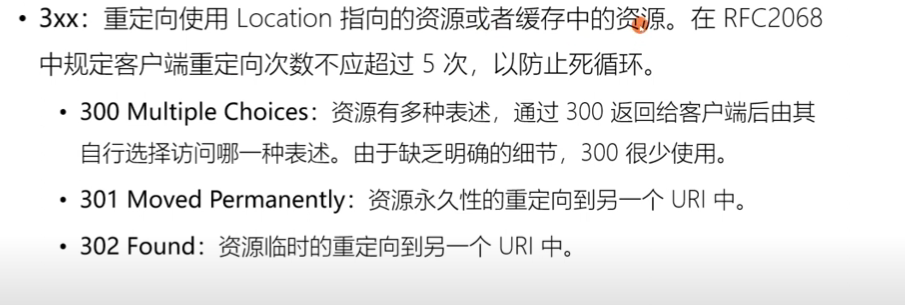 • 3xx：重定向使用 Location 指向的资源或者缓存中的资源。在 RFC2068
中规定客户端重定向次数不应超过 5 次，以防止死循环。
• 300 Multiple Choices：资源有多种表述，通过 300 返回给客户端后由其
自行选择访问哪一种表述。由于缺乏明确的细节，300 很少使用。
• 301 Moved Permanently：资源永久性的重定向到另一个 URI 中。
• 302 Found：资源临时的重定向到另一个 URI 中。